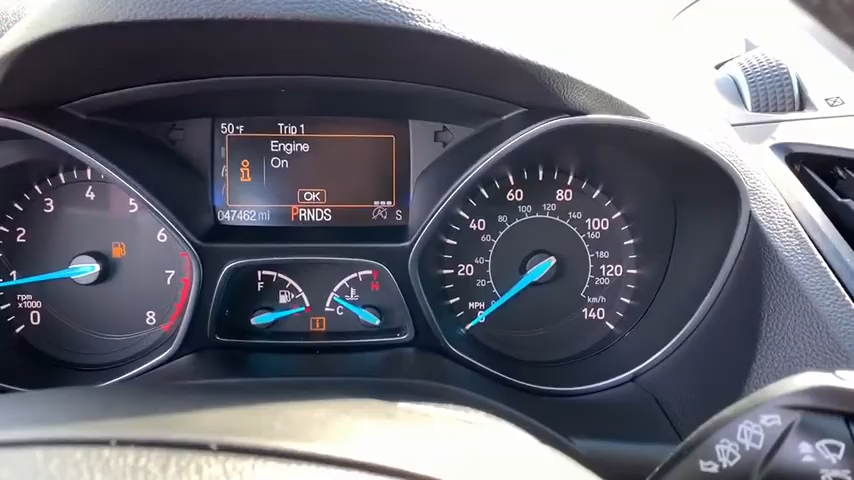 50°F Trip 1
Engine
On
OK
047462 mi PRNDS S
1
2
3
4
5
6
7
8
0
rpm
x1000
F
H
C
0
20
40
60
80
100
120
140
MPH
20
40
60
80
100
120
140
160
180
200
km/h